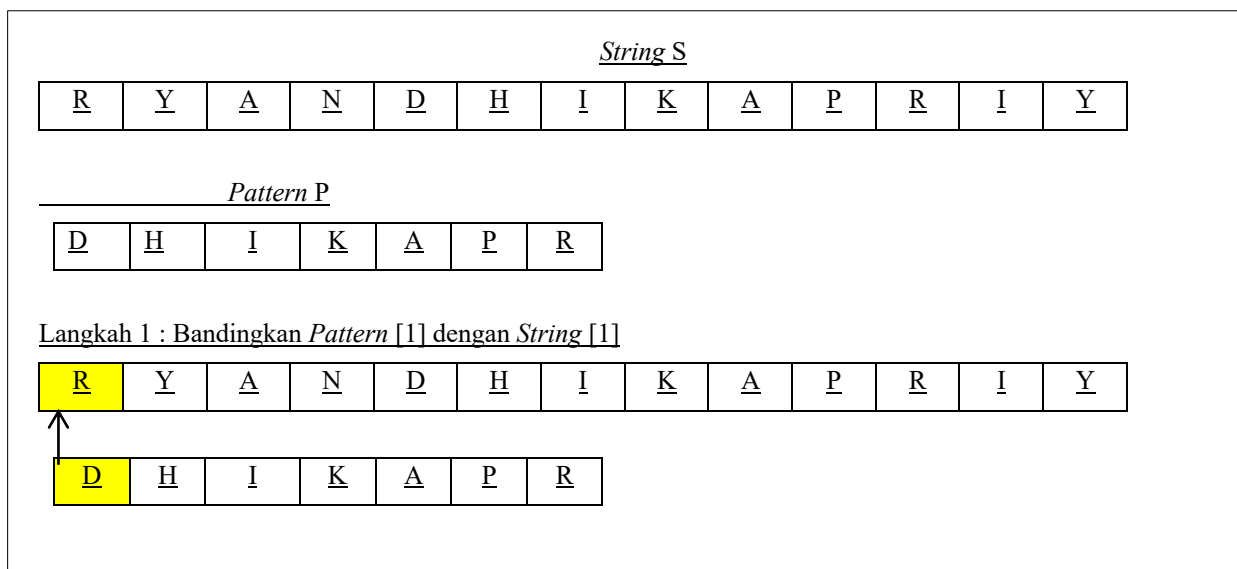 String S
R Y A N D H I K A P R I Y
Pattern P
D H I K A P R
Langkah 1 : Bandingkan Pattern [1] dengan String [1]
R Y A N D H I K A P R I Y
D H I K A P R